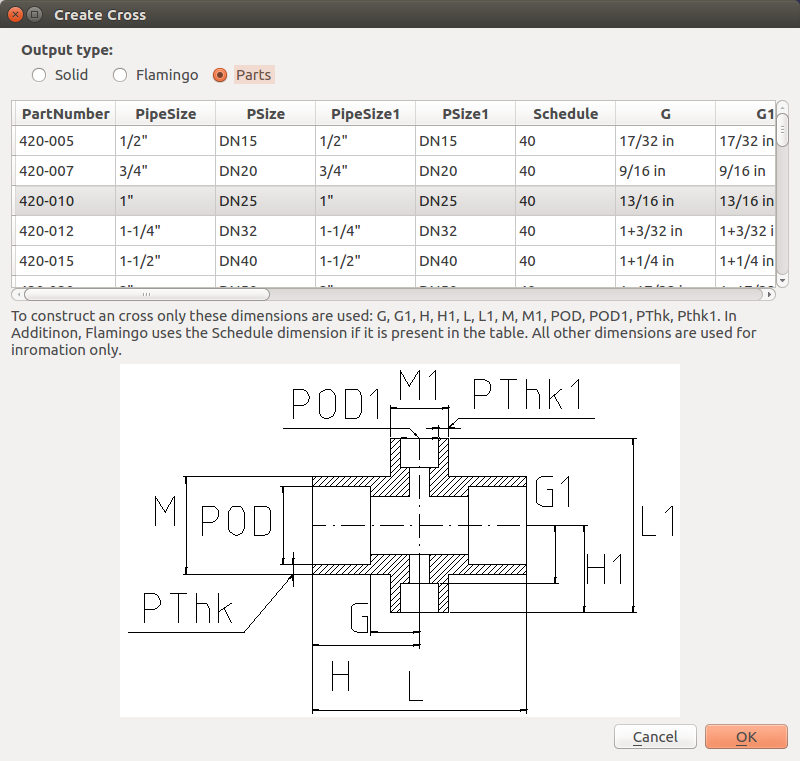 Create Cross
Output type:
Solid Flamingo Parts
PartNumber PipeSize PSize PipeSize1 PSize1 Schedule G G1
420-005 1/2" DN15 1/2" DN15 40 17/32 in 17/32 in
420-007 3/4" DN20 3/4" DN20 40 9/16 in 9/16 in
420-010 1" DN25 1" DN25 40 13/16 in 13/16 in
420-012 1-1/4" DN32 1-1/4" DN32 40 1+3/32 in 1+3/32 i
420-015 1-1/2" DN40 1-1/2" DN40 40 1+1/4 in 1+1/4 in
To construct an cross only these dimensions are used: G, G1, H, H1, L, L1, M, M1, POD, POD1, PThk, Pthk1. In
Additinon, Flamingo uses the Schedule dimension if it is present in the table. All other dimensions are used for
inromation only.
M1
POD1
PThk1
G1
M
POD
L1
H1
PThk
G
H
L
Cancel OK